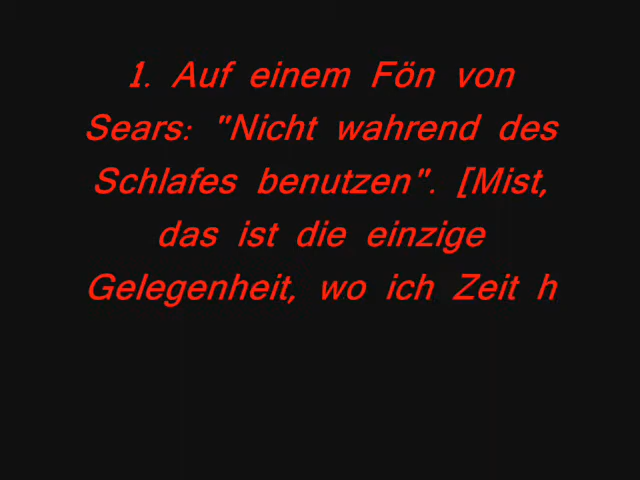 1. Auf einem Fön von
Sears: "Nicht wahrend des
Schlafes benutzen". [Mist,
das ist die einzige
Gelegenheit, wo ich Zeit h